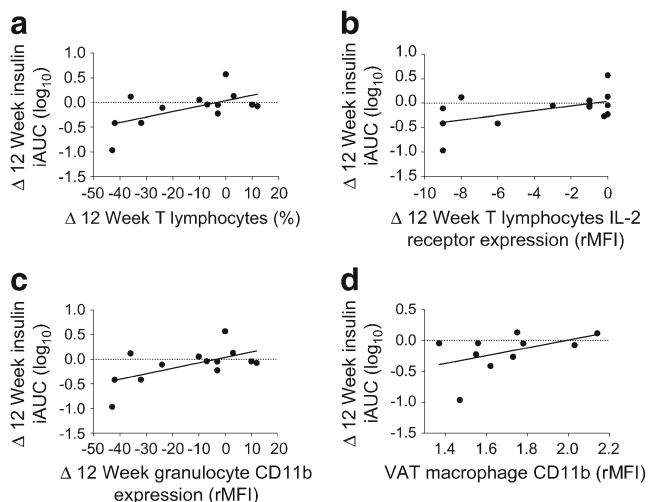 a
Δ 12 Week insulin
iAUC (log10)
1.0
0.5
0.0
-0.5
-1.0
-1.5
-50 -40 -30 -20 -10 0 10 20
Δ 12 Week T lymphocytes (%)
b
Δ 12 Week insulin
iAUC (log10)
1.0
0.5
0.0
-0.5
-1.0
-1.5
-10 -8 -6 -4 -2 0
Δ 12 Week T lymphocytes IL-2
receptor expression (rMFI)
c
Δ 12 Week insulin
iAUC (log10)
1.0
0.5
0.0
-0.5
-1.0
-1.5
-50 -40 -30 -20 -10 0 10 20
Δ 12 Week granulocyte CD11b
expression (rMFI)
d
Δ 12 Week insulin
iAUC (log10)
0.5
0.0
-0.5
-1.0
-1.5
1.4 1.6 1.8 2.0 2.2
VAT macrophage CD11b (rMFI)